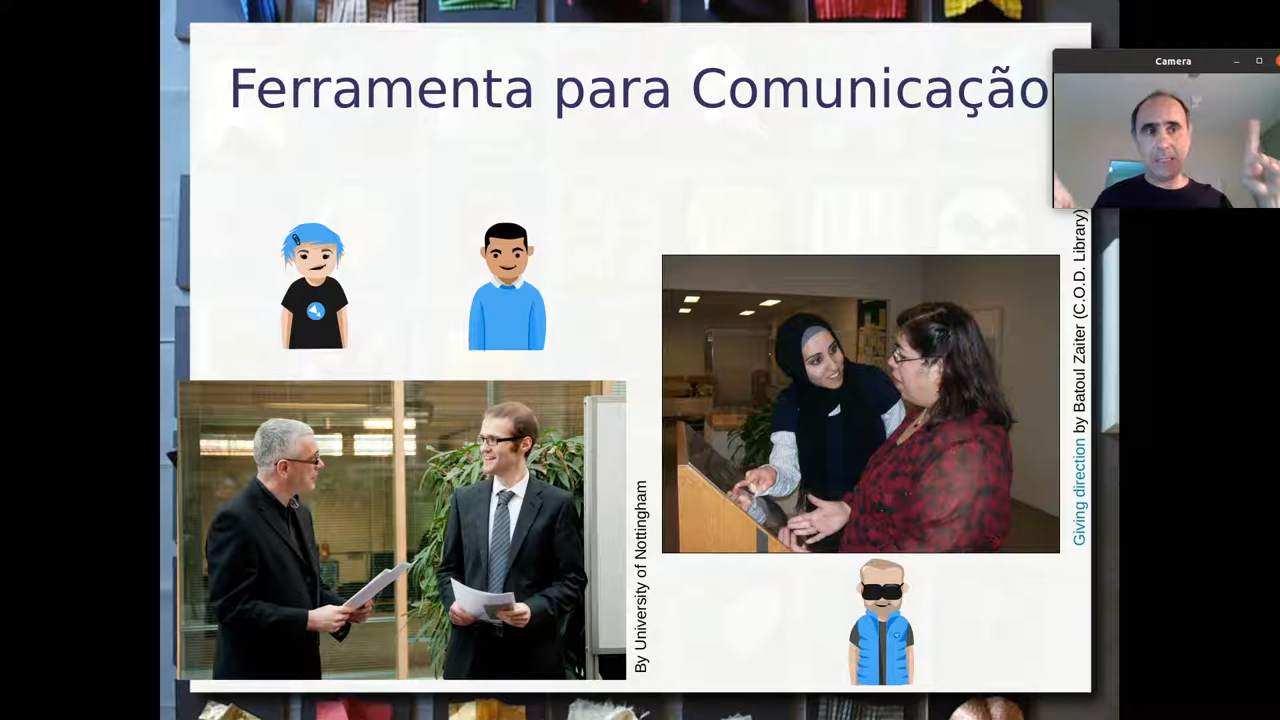 Ferramenta para Comunicação
Camera
By University of Nottingham
Giving direction by Batoul Zaiter (C.O.D. Library)